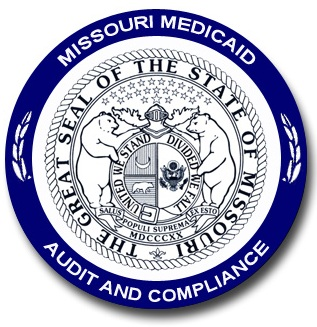 MISSOURI MEDICAID
THE GREAT SEAL OF THE STATE OF MISSOURI
UNITED WE STAND DIVIDED WE FALL
SALUS POPULI SUPREMA LEX ESTO
MDCCCXX
AUDIT AND COMPLIANCE